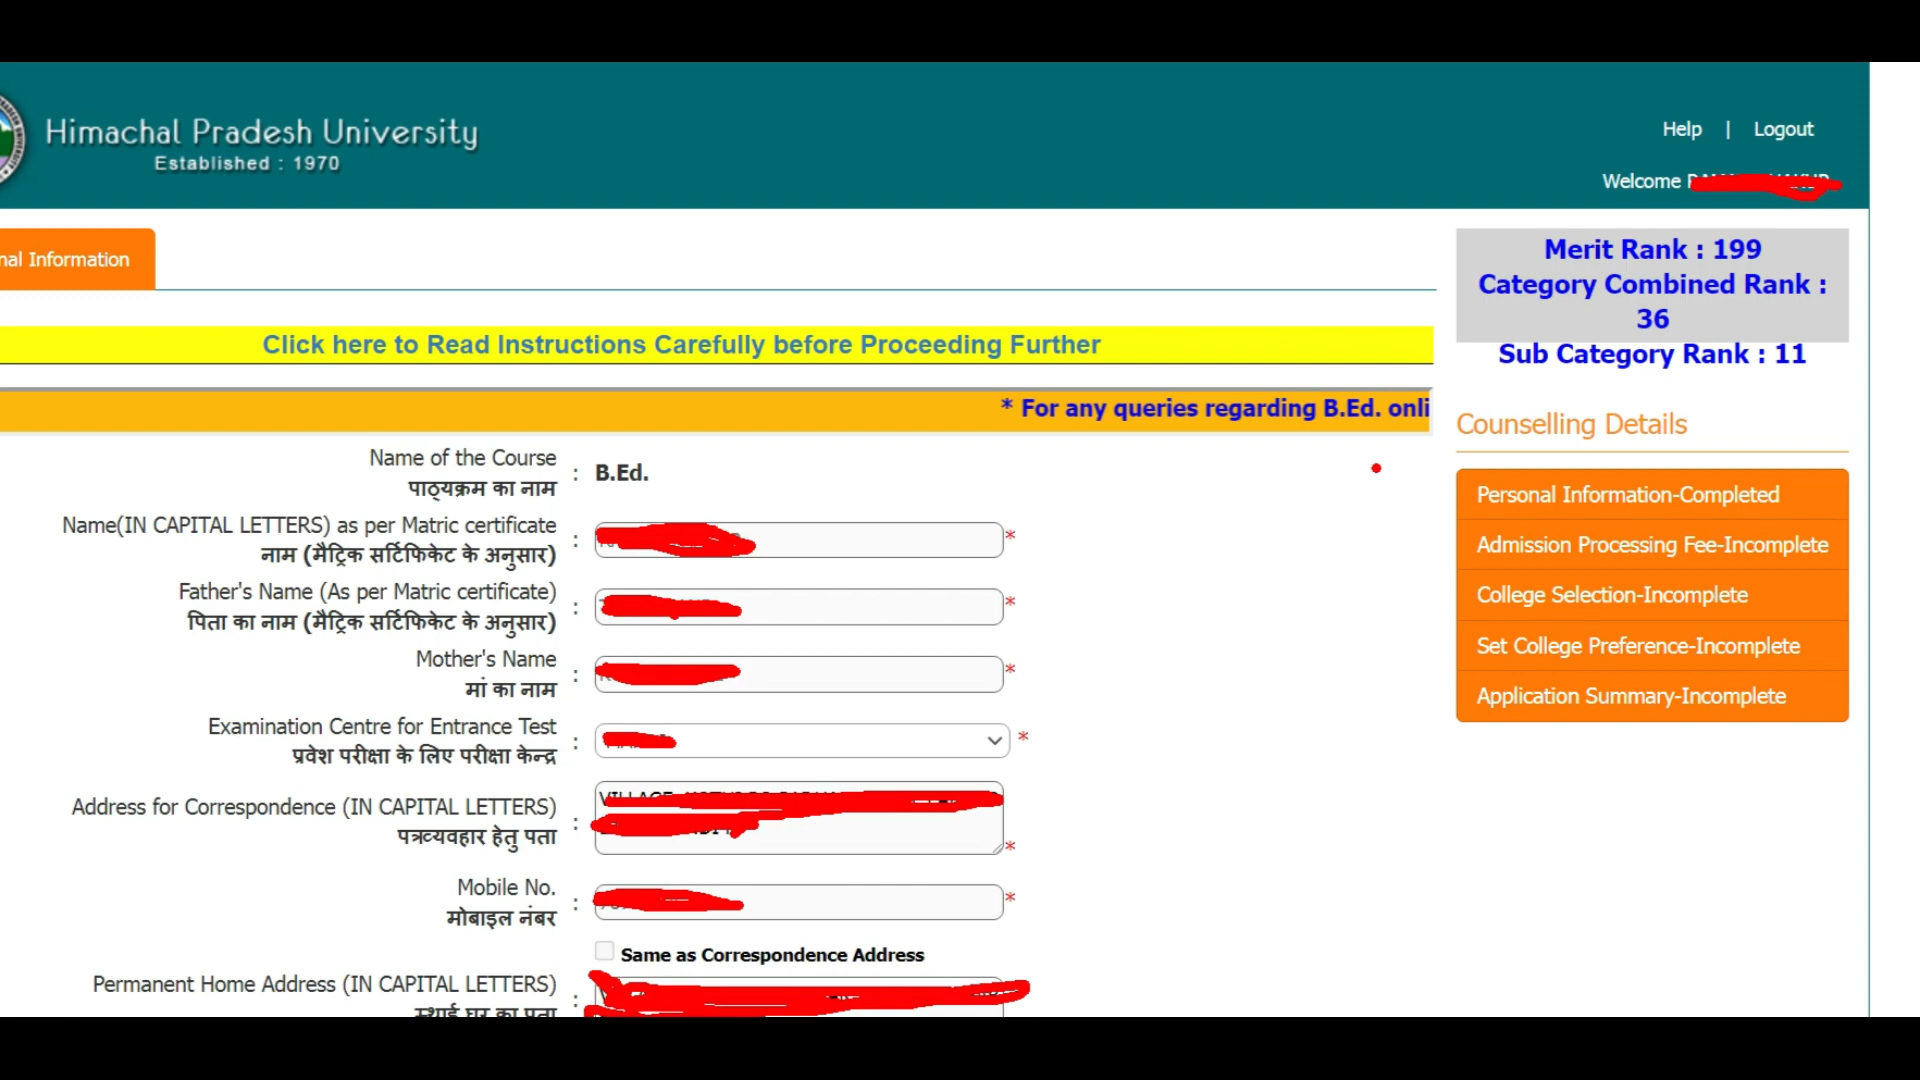 Himachal Pradesh University
Established : 1970
Help | Logout
Welcome
nal Information
Merit Rank : 199
Category Combined Rank :
36
Sub Category Rank : 11
Click here to Read Instructions Carefully before Proceeding Further
* For any queries regarding B.Ed. onli
Counselling Details
Personal Information-Completed
Admission Processing Fee-Incomplete
College Selection-Incomplete
Set College Preference-Incomplete
Application Summary-Incomplete
Name of the Course
पाठ्यक्रम का नाम
: B.Ed.
Name(IN CAPITAL LETTERS) as per Matric certificate
नाम (मैट्रिक सर्टिफिकेट के अनुसार)
: *
Father's Name (As per Matric certificate)
पिता का नाम (मैट्रिक सर्टिफिकेट के अनुसार)
: *
Mother's Name
मां का नाम
: *
Examination Centre for Entrance Test
प्रवेश परीक्षा के लिए परीक्षा केन्द्र
: *
Address for Correspondence (IN CAPITAL LETTERS)
पत्रव्यवहार हेतु पता
: *
Mobile No.
मोबाइल नंबर
: *
Same as Correspondence Address
Permanent Home Address (IN CAPITAL LETTERS)
स्थाई घर का पता
: